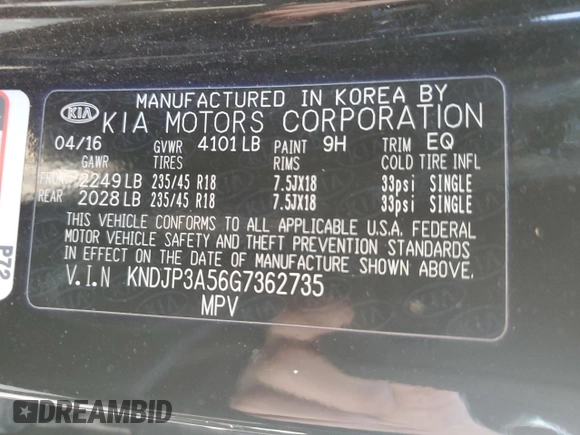 MANUFACTURED IN KOREA BY
KIA KIA MOTORS CORPORATION
04/16 GVWR 4101 LB PAINT 9H TRIM EQ
GAWR TIRES RIMS COLD TIRE INFL
FRONT 2249 LB 235/45 R18 7.5JX18 33psi SINGLE
REAR 2028 LB 235/45 R18 7.5JX18 33psi SINGLE
THIS VEHICLE CONFORMS TO ALL APPLICABLE U.S.A. FEDERAL
MOTOR VEHICLE SAFETY AND THEFT PREVENTION STANDARDS
IN EFFECT ON THE DATE OF MANUFACTURE SHOWN ABOVE.
V.I.N KNDJP3A56G7362735
MPV
P72
DREAMBID